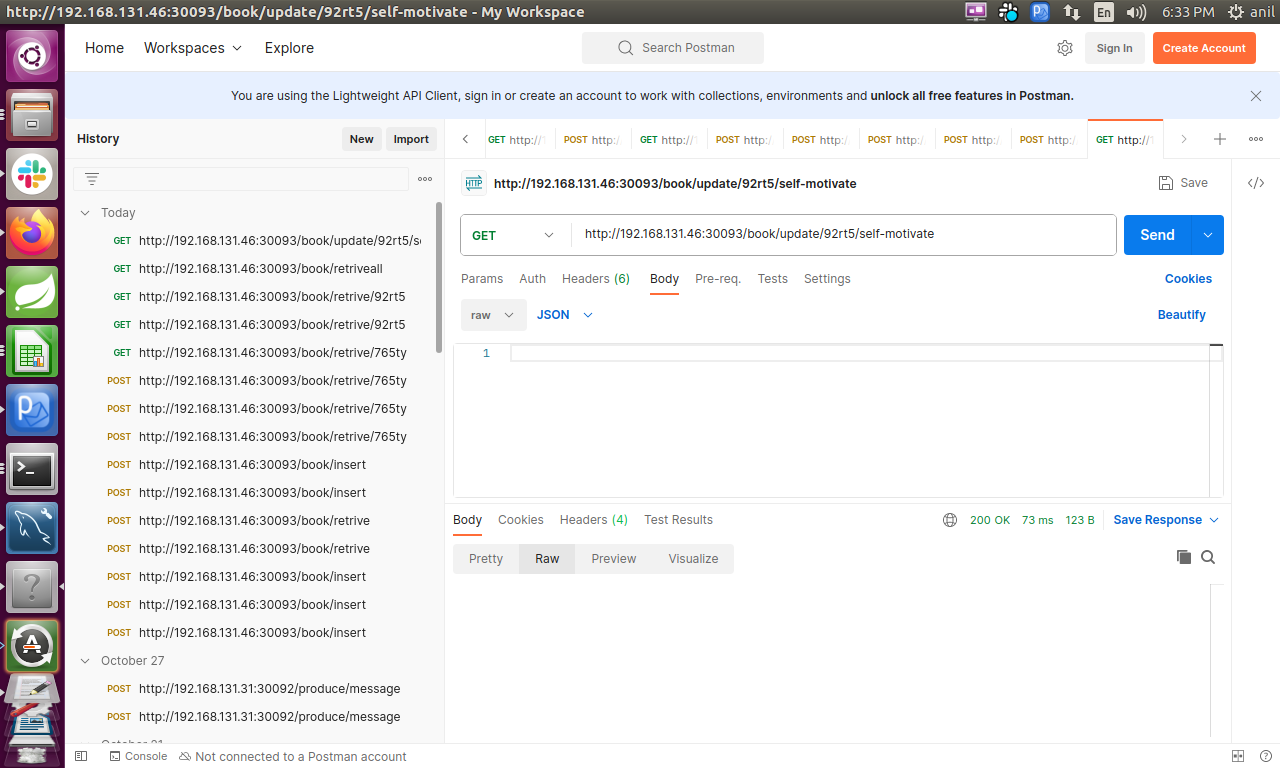 http://192.168.131.46:30093/book/update/92rt5/self-motivate - My Workspace
En
6:33 PM
anil
Home
Workspaces
Explore
Search Postman
Sign In
Create Account
You are using the Lightweight API Client, sign in or create an account to work with collections, environments and unlock all free features in Postman.
History
New
Import
GET http://
POST http:/
GET http://
POST http:/
POST http:/
POST http:/
POST http:/
POST http:/
GET http://
Today
GET http://192.168.131.46:30093/book/update/92rt5/se
GET http://192.168.131.46:30093/book/retriveall
GET http://192.168.131.46:30093/book/retrive/92rt5
GET http://192.168.131.46:30093/book/retrive/92rt5
GET http://192.168.131.46:30093/book/retrive/765ty
POST http://192.168.131.46:30093/book/retrive/765ty
POST http://192.168.131.46:30093/book/retrive/765ty
POST http://192.168.131.46:30093/book/retrive/765ty
POST http://192.168.131.46:30093/book/insert
POST http://192.168.131.46:30093/book/insert
POST http://192.168.131.46:30093/book/retrive
POST http://192.168.131.46:30093/book/retrive
POST http://192.168.131.46:30093/book/insert
POST http://192.168.131.46:30093/book/insert
POST http://192.168.131.46:30093/book/insert
October 27
POST http://192.168.131.31:30092/produce/message
POST http://192.168.131.31:30092/produce/message
HTTP
http://192.168.131.46:30093/book/update/92rt5/self-motivate
Save
</>
GET
http://192.168.131.46:30093/book/update/92rt5/self-motivate
Send
Params
Auth
Headers (6)
Body
Pre-req.
Tests
Settings
Cookies
raw
JSON
Beautify
1
Body
Cookies
Headers (4)
Test Results
200 OK
73 ms
123 B
Save Response
Pretty
Raw
Preview
Visualize
Console
Not connected to a Postman account